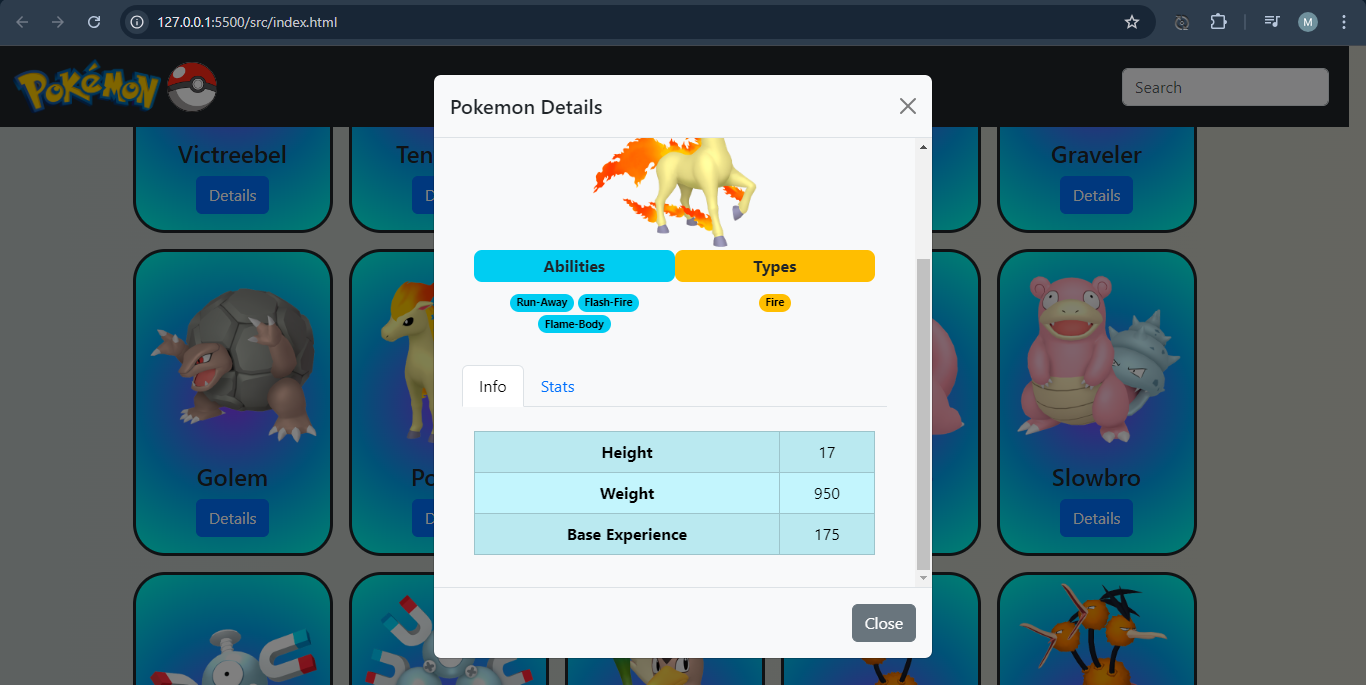 127.0.0.1:5500/src/index.html
M
POKéMON
Search
Pokemon Details
Victreebel
Ten
Graveler
Details
D
Details
Abilities
Types
Run-Away
Flash-Fire
Fire
Flame-Body
Info
Stats
Height
17
Weight
950
Base Experience
175
Golem
Po
Slowbro
Details
D
Details
Close